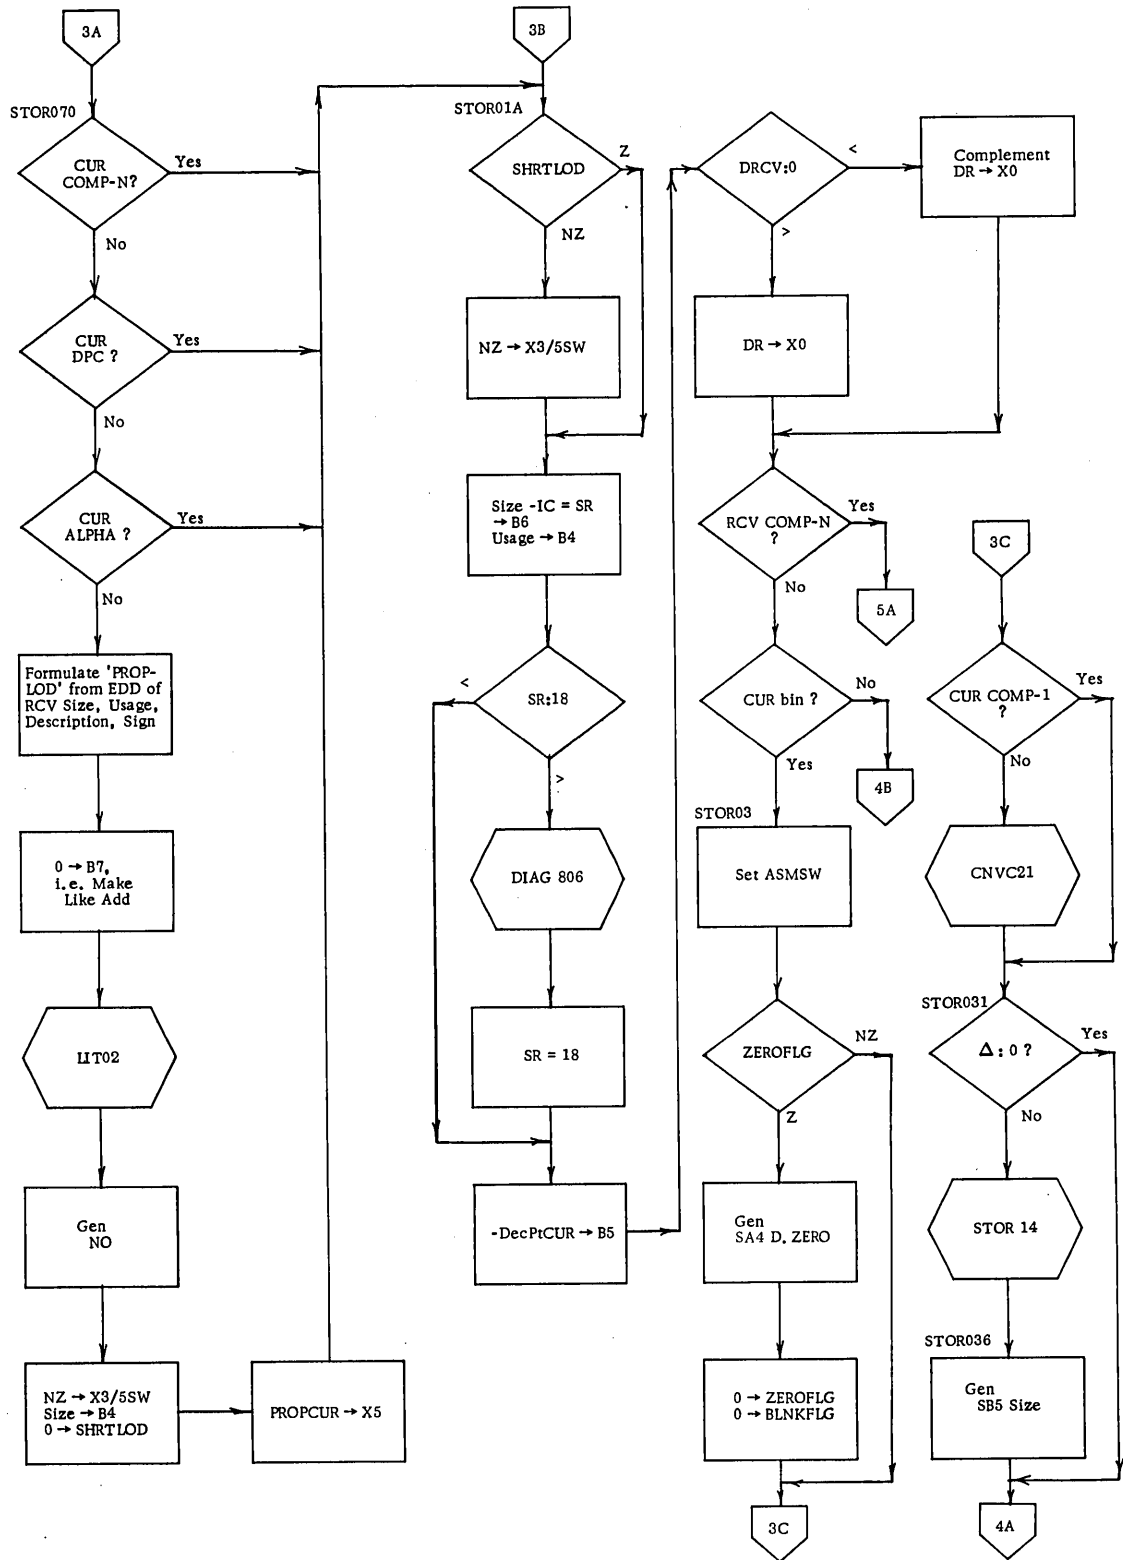 3A
STOR070
CUR
COMP-N?
Yes
No
CUR
DPC ?
Yes
No
CUR
ALPHA ?
Yes
No
Formulate 'PROP-
LOD' from EDD of
RCV Size, Usage,
Description, Sign
0 → B7,
i.e. Make
Like Add
LIT02
Gen
NO
NZ → X3/5SW
Size → B4
0 → SHRTLOD
PROPCUR → X5
3B
STOR01A
SHRTLOD
Z
NZ
NZ → X3/5SW
Size -IC = SR
→ B6
Usage → B4
SR:18
<
>
DIAG 806
SR = 18
-DecPtCUR → B5
DRCV:0
<
>
Complement
DR → X0
DR → X0
RCV COMP-N
?
Yes
No
5A
CUR bin ?
No
Yes
4B
STOR03
Set ASMSW
ZEROFLG
NZ
Z
Gen
SA4 D. ZERO
0 → ZEROFLG
0 → BLNKFLG
3C
3C
CUR COMP-1
?
Yes
No
CNVC21
STOR031
Δ : 0 ?
Yes
No
STOR 14
STOR036
Gen
SB5 Size
4A